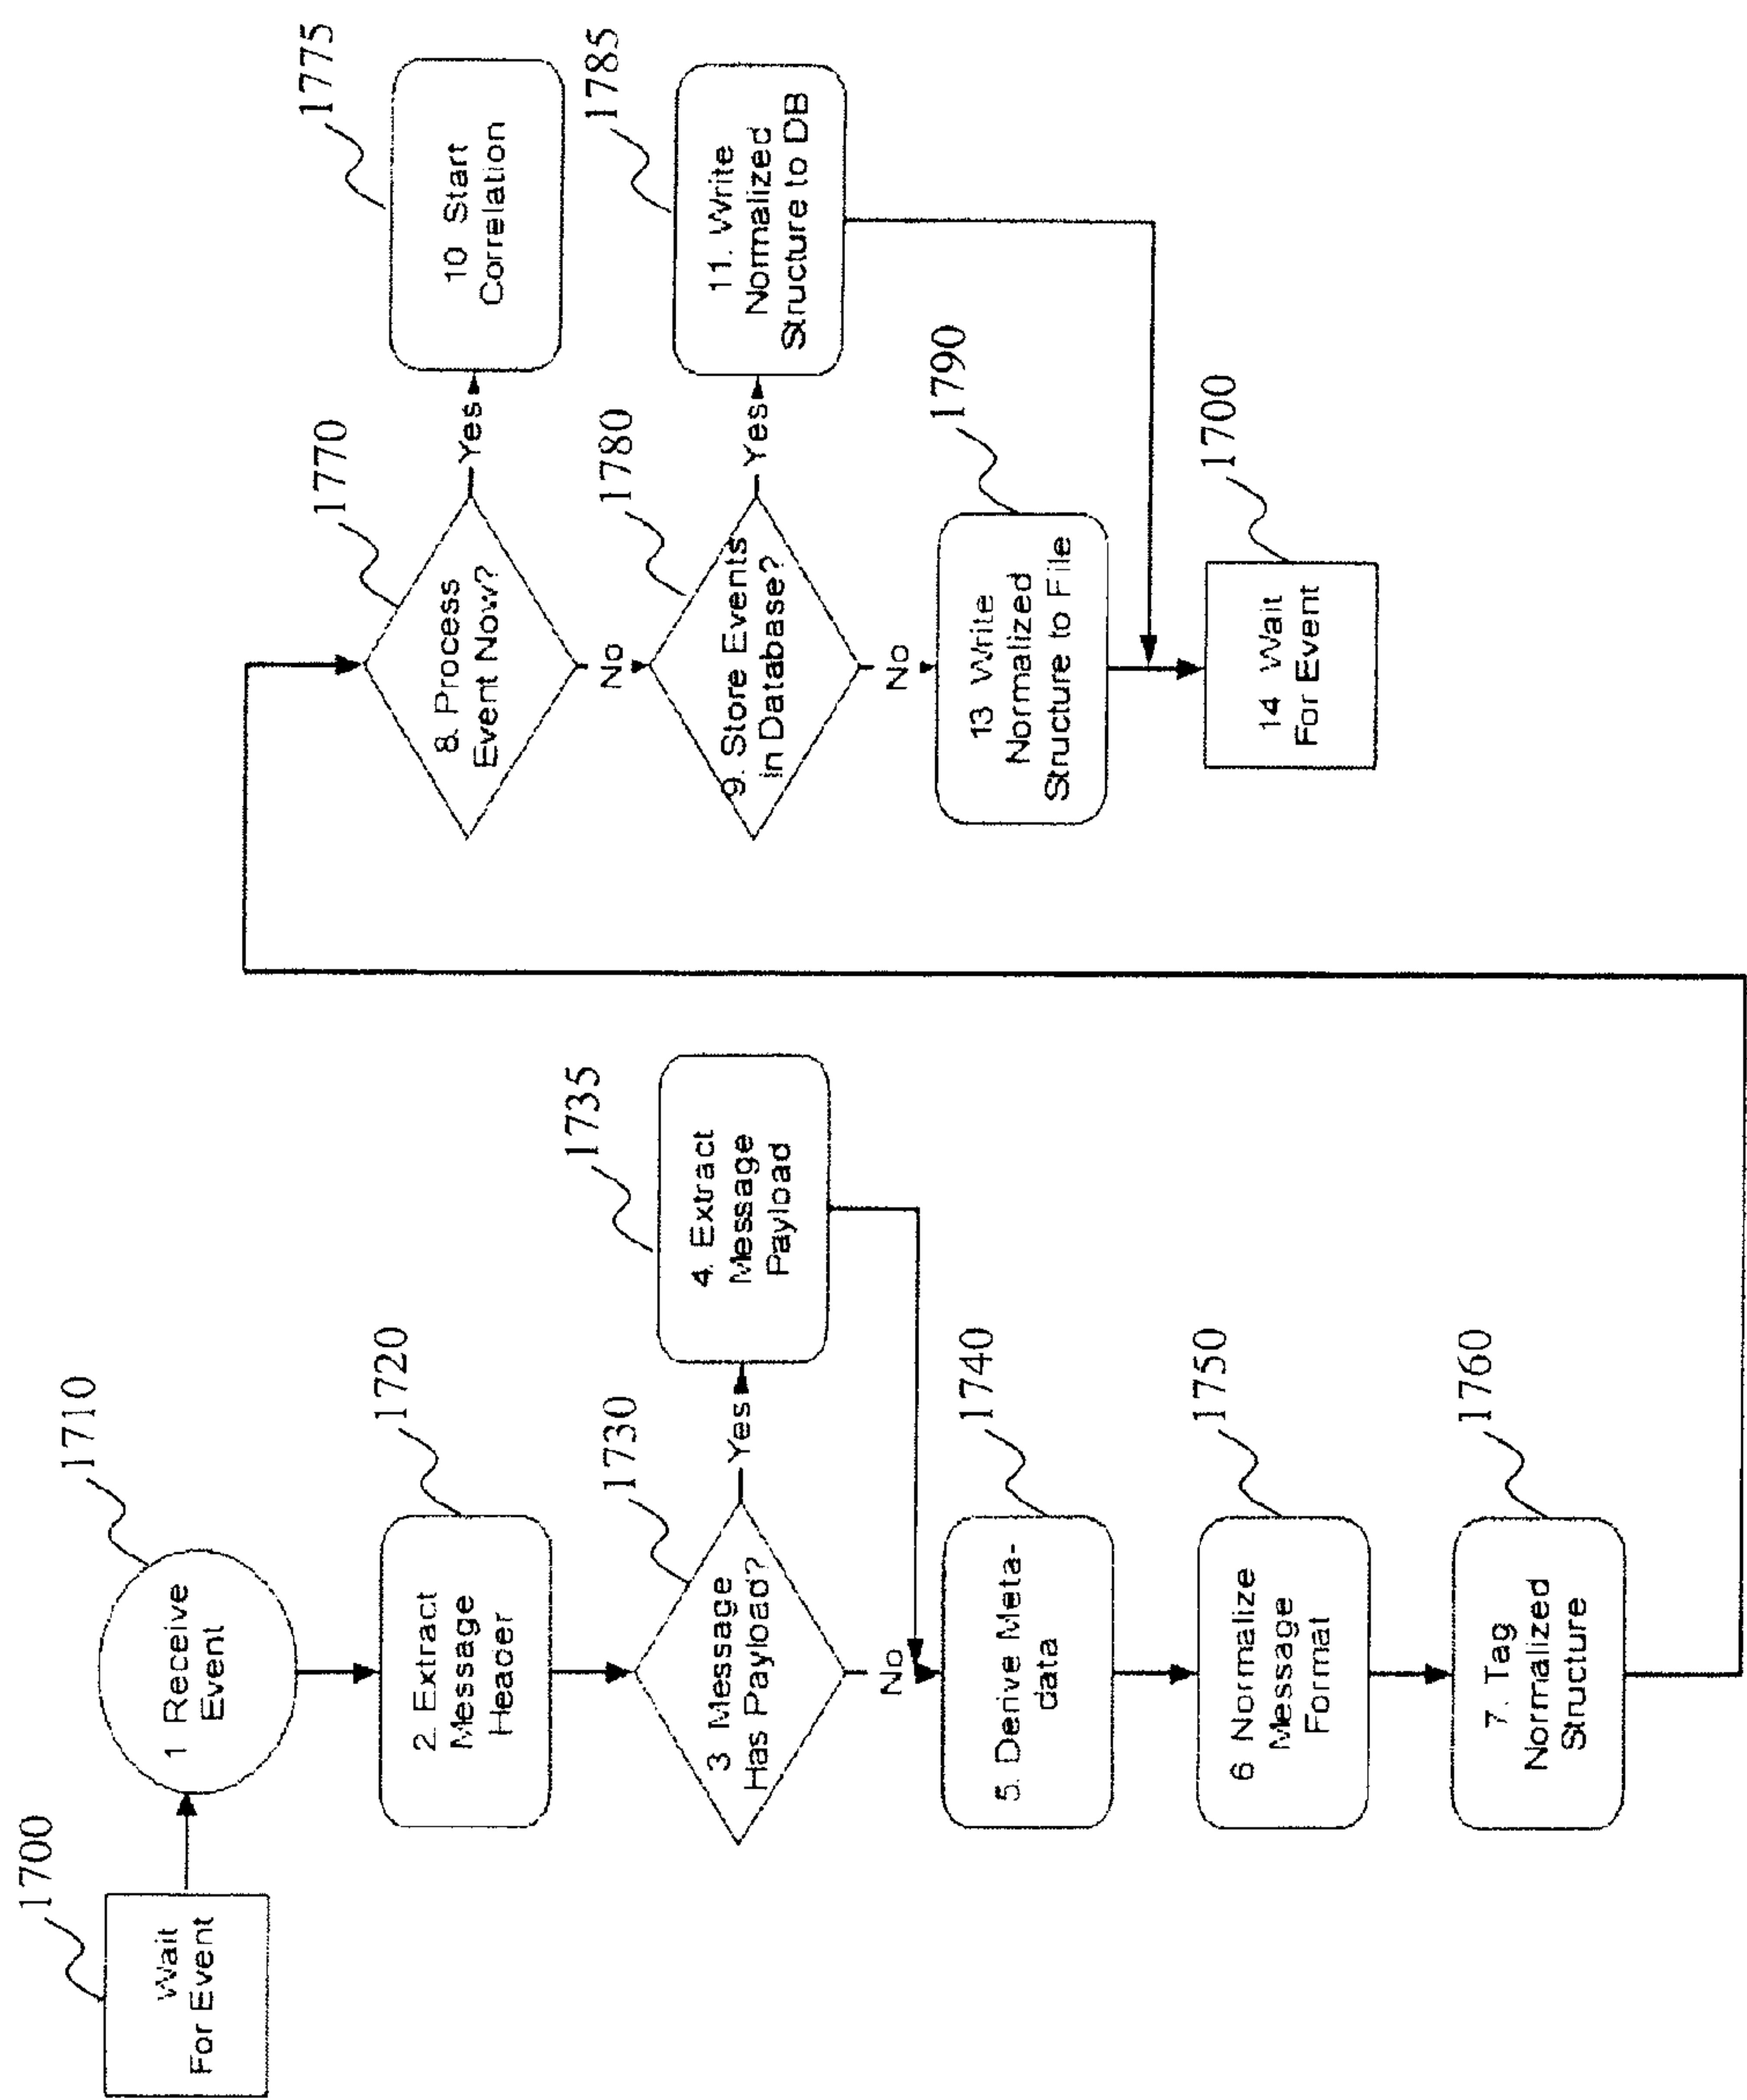 1700
Wait
For Event
1710
1 Receive
Event
1720
2. Extract
Message
Header
1730
3 Message
Has Payload?
Yes
1735
4. Extract
Message
Payload
No
1740
5. Derive Meta-
data
1750
6 Normalize
Message
Format
1760
7. Tag
Normalized
Structure
1770
8. Process
Event Now?
Yes
1775
10 Start
Correlation
No
1780
9. Store Events
in Database?
Yes
1785
11. Write
Normalized
Structure to DB
No
1790
13 Write
Normalized
Structure to File
1700
14 Wait
For Event